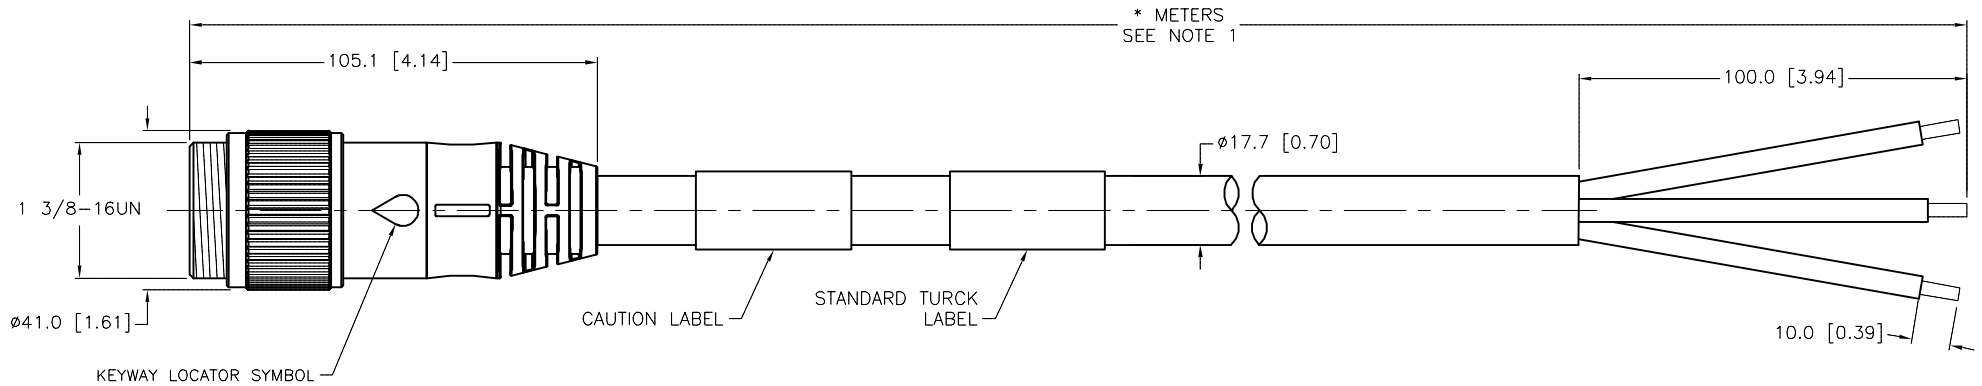 * METERS
SEE NOTE 1
105.1 [4.14]
100.0 [3.94]
ø17.7 [0.70]
1 3/8-16UN
STANDARD TURCK
LABEL
CAUTION LABEL
ø41.0 [1.61]
10.0 [0.39]
KEYWAY LOCATOR SYMBOL